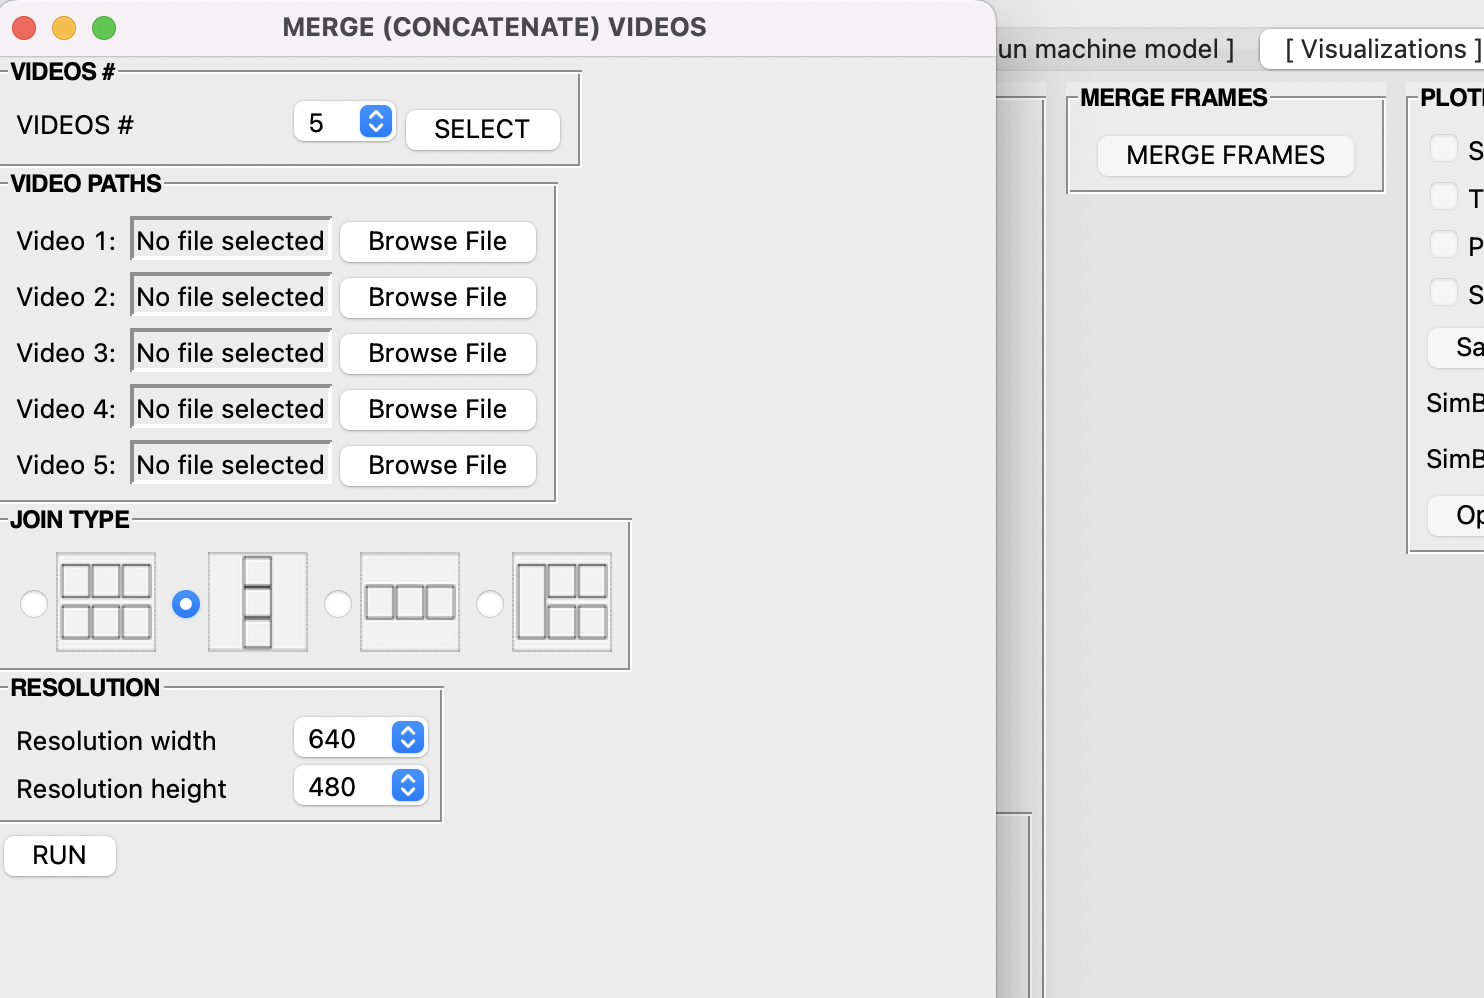 MERGE (CONCATENATE) VIDEOS
VIDEOS #
VIDEOS #
5
SELECT
VIDEO PATHS
Video 1: No file selected Browse File
Video 2: No file selected Browse File
Video 3: No file selected Browse File
Video 4: No file selected Browse File
Video 5: No file selected Browse File
JOIN TYPE
RESOLUTION
Resolution width 640
Resolution height 480
RUN
un machine model ]
[ Visualizations ]
MERGE FRAMES
MERGE FRAMES
PLOT
S
T
P
S
Sa
SimB
SimB
Op